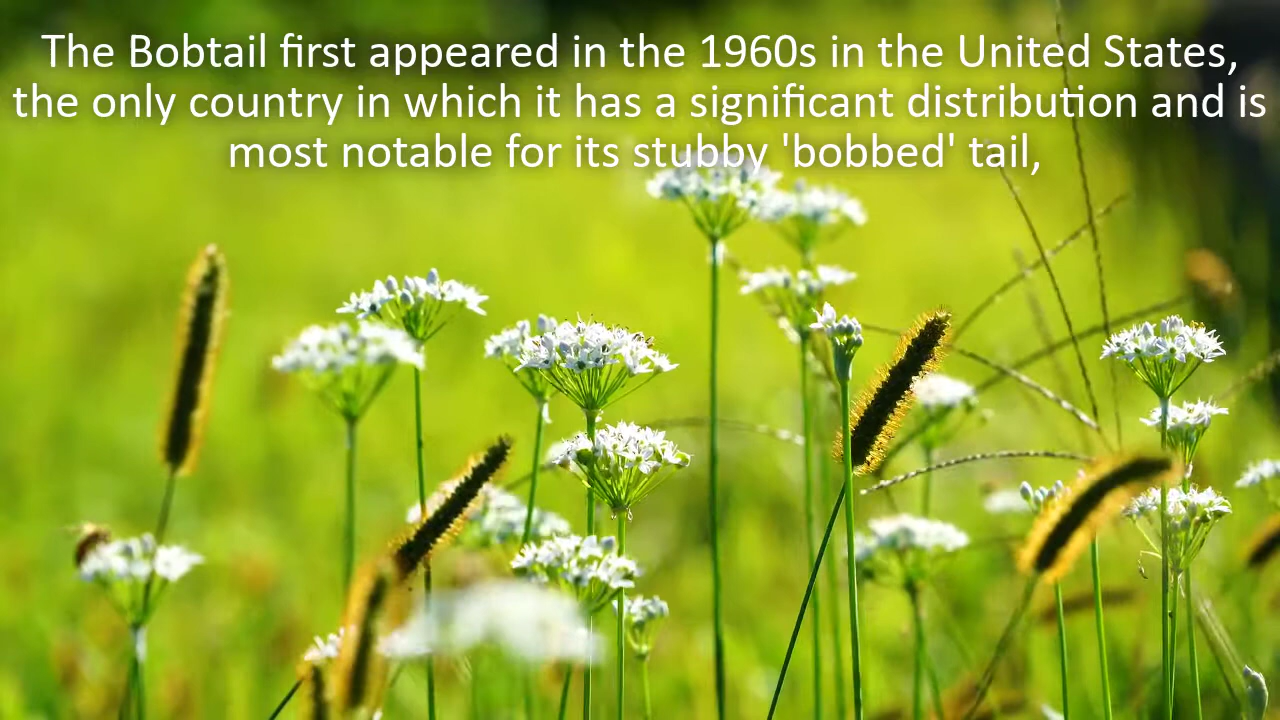 The Bobtail first appeared in the 1960s in the United States,
the only country in which it has a significant distribution and is
most notable for its stubby 'bobbed' tail,